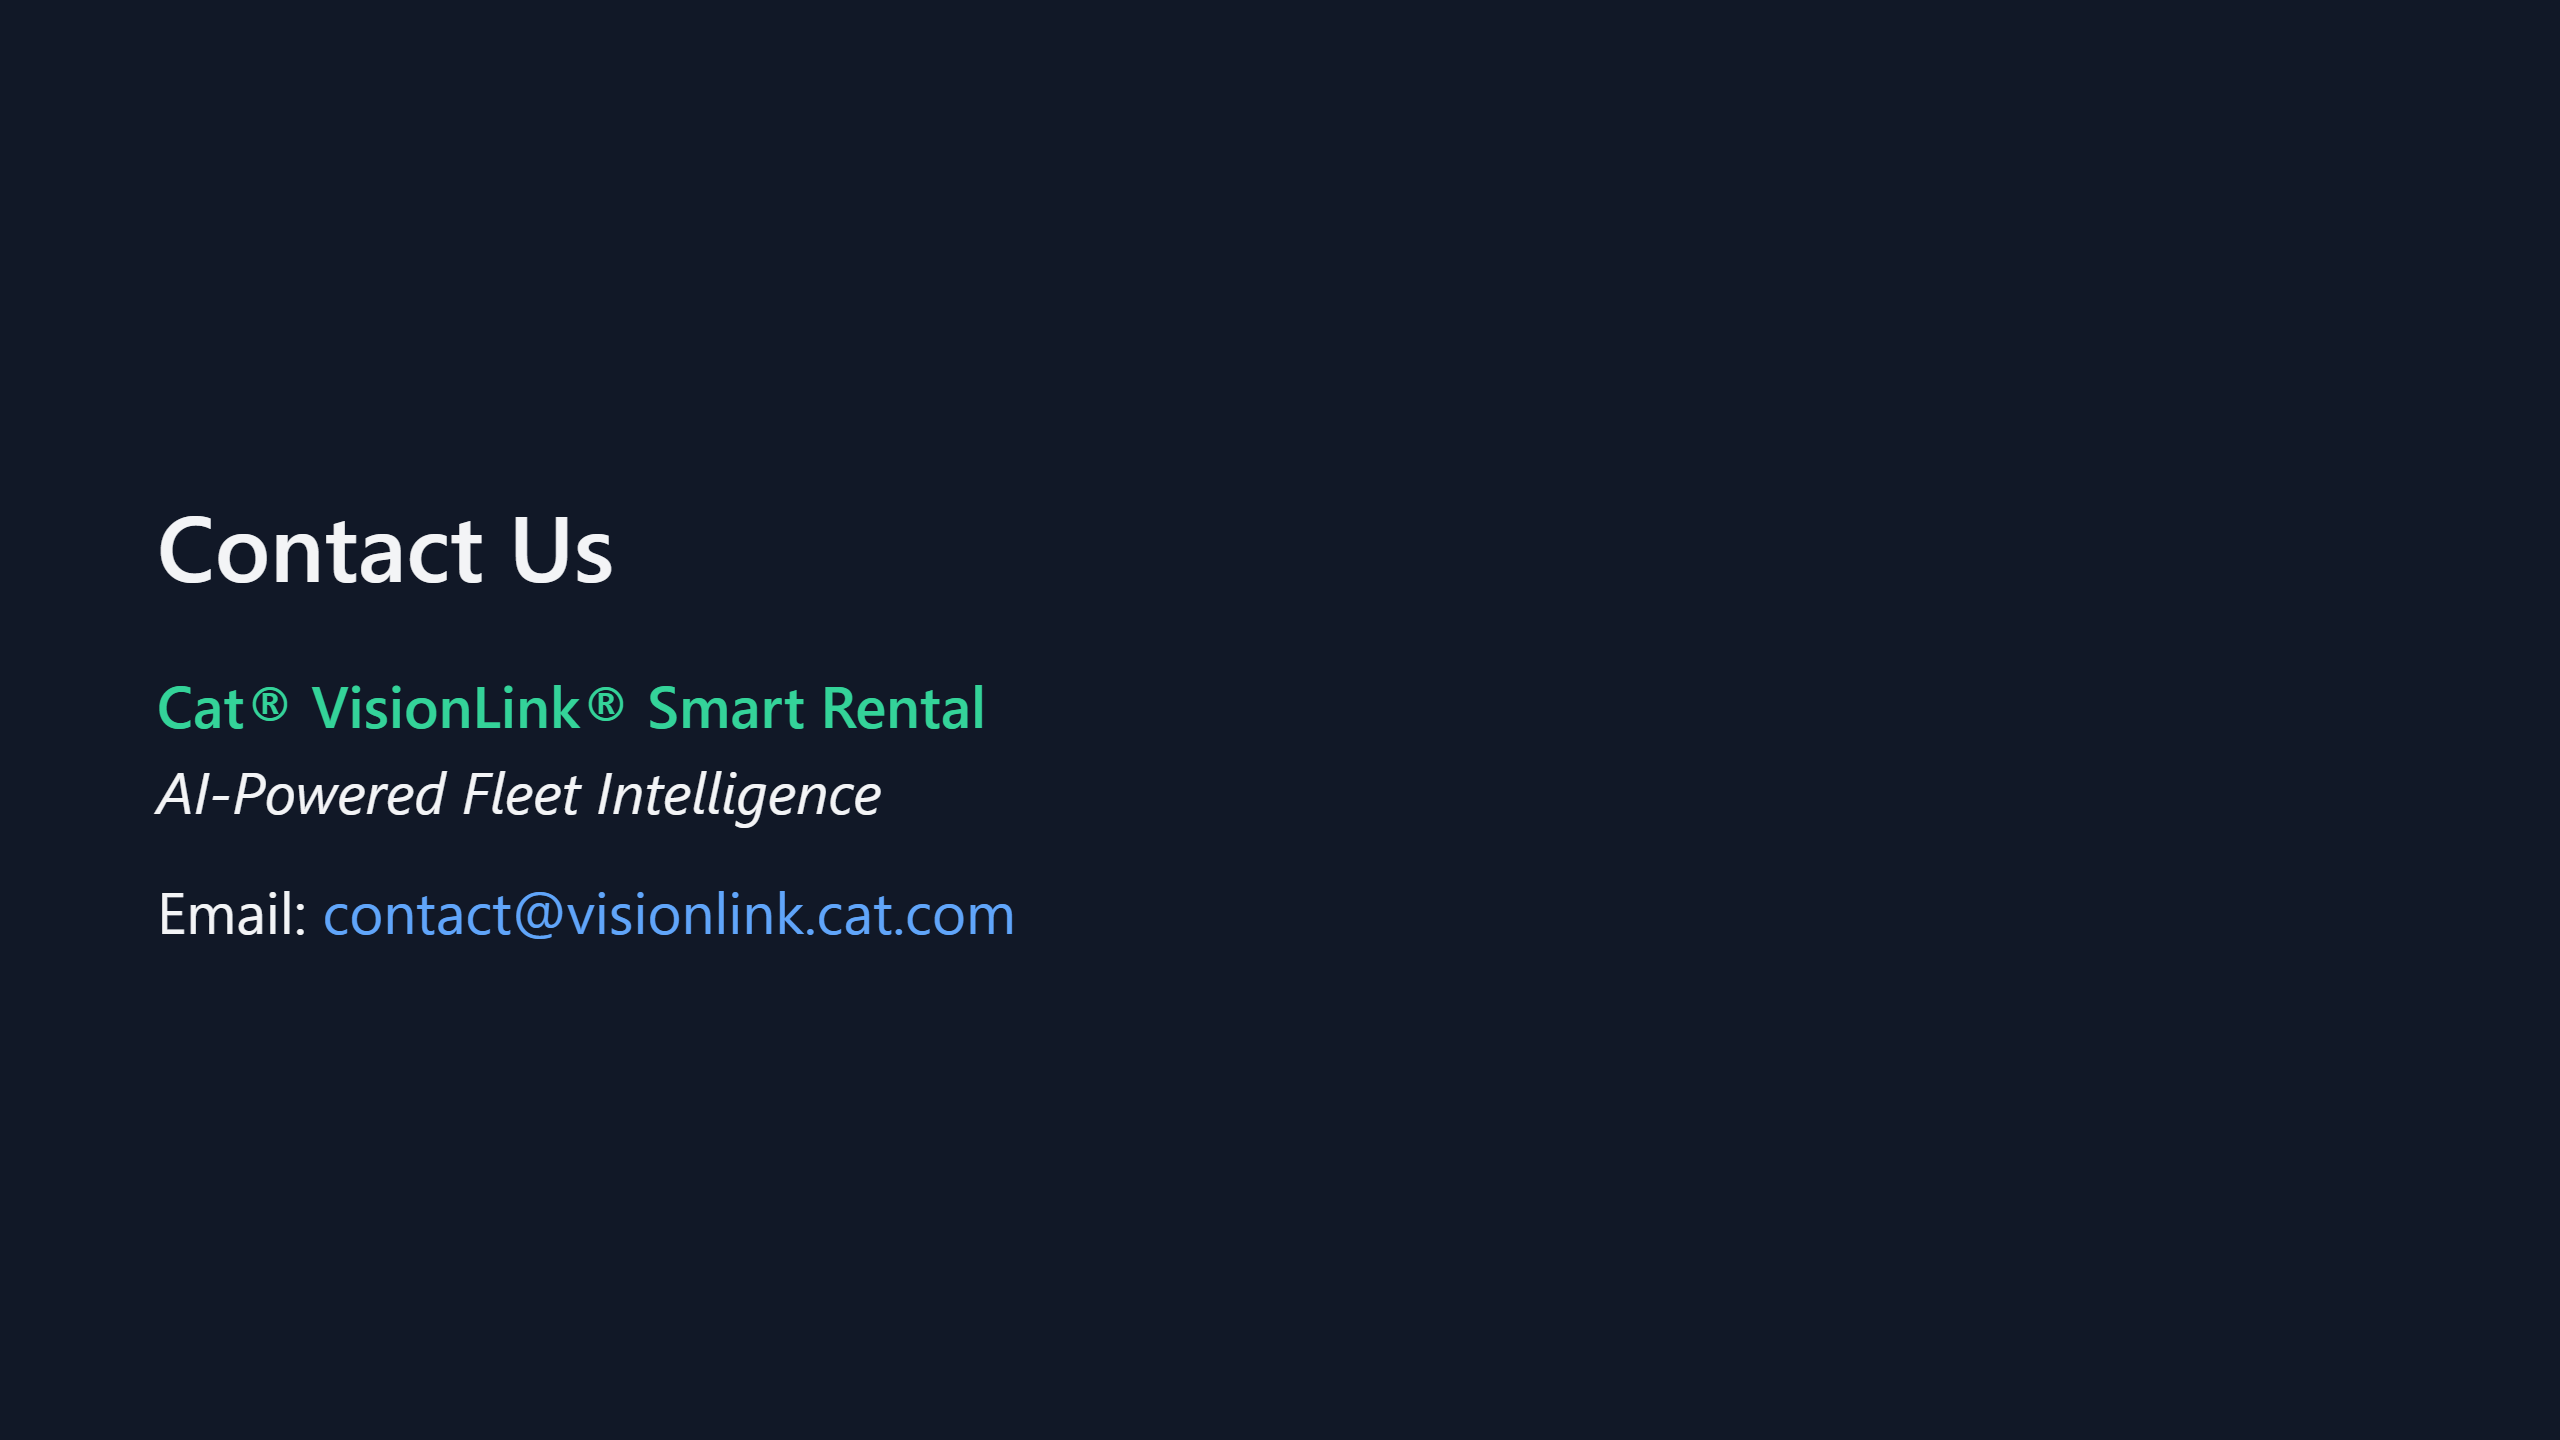 Contact Us
Cat® VisionLink® Smart Rental
AI-Powered Fleet Intelligence
Email: contact@visionlink.cat.com